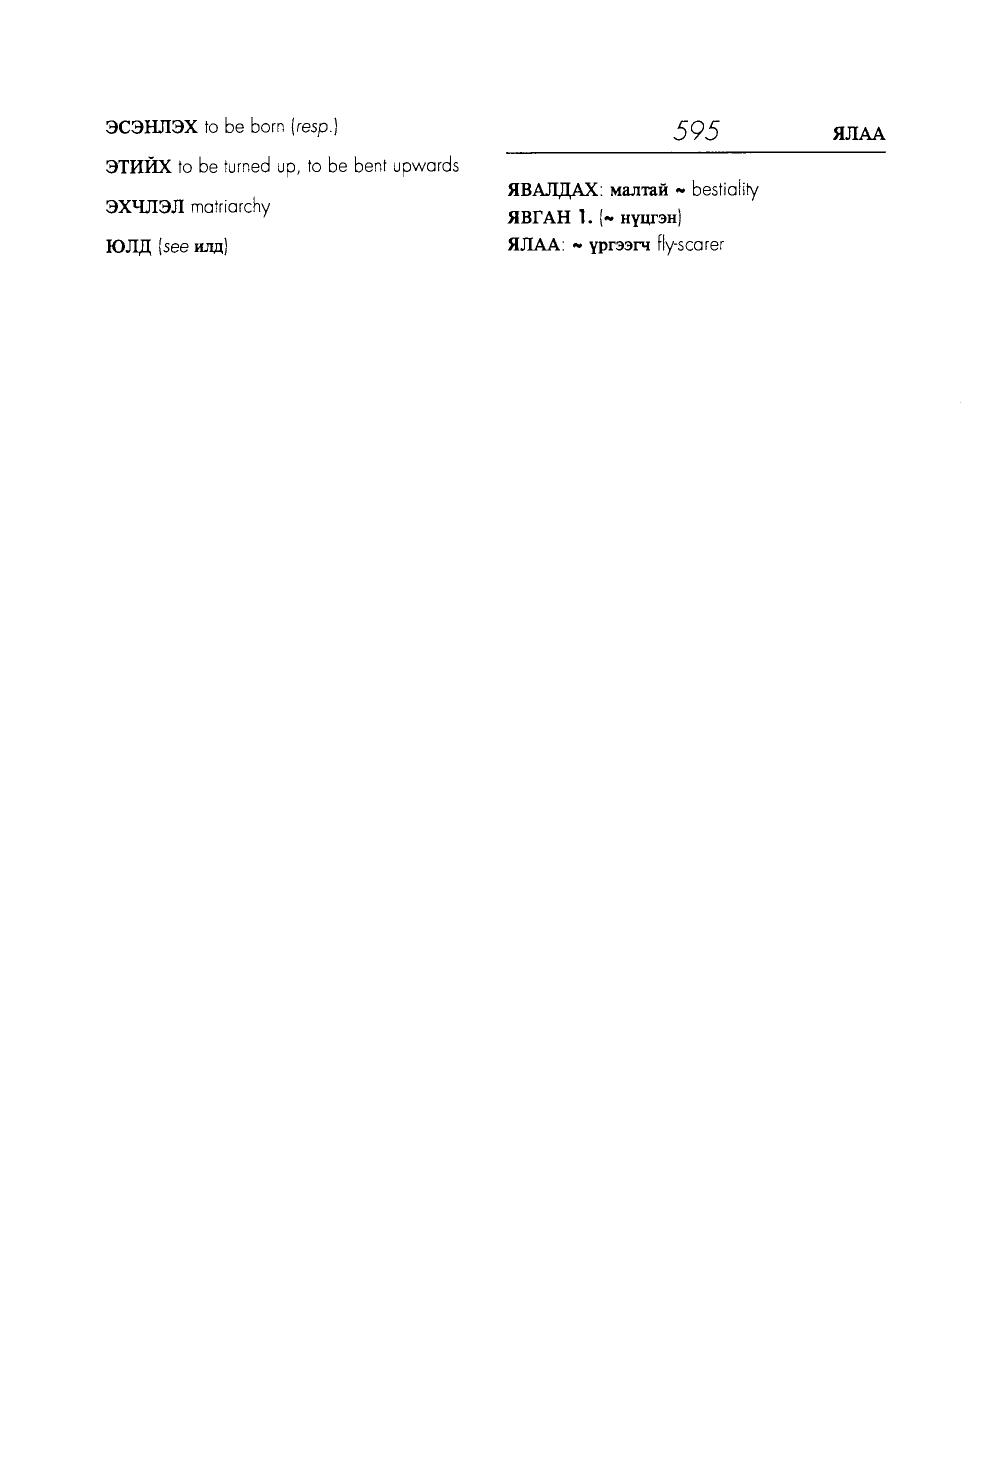 595 ЯЛАА
ЭСЭНЛЭХ to be born (resp.)
ЭТИЙХ to be turned up, to be bent upwards
ЭХЧЛЭЛ matriarchy
ЮЛД (see илд)
ЯВАЛДАХ: малтай ~ bestiality
ЯВГАН 1. (~ нүцгэн)
ЯЛАА: ~ үргээгч fly-scarer